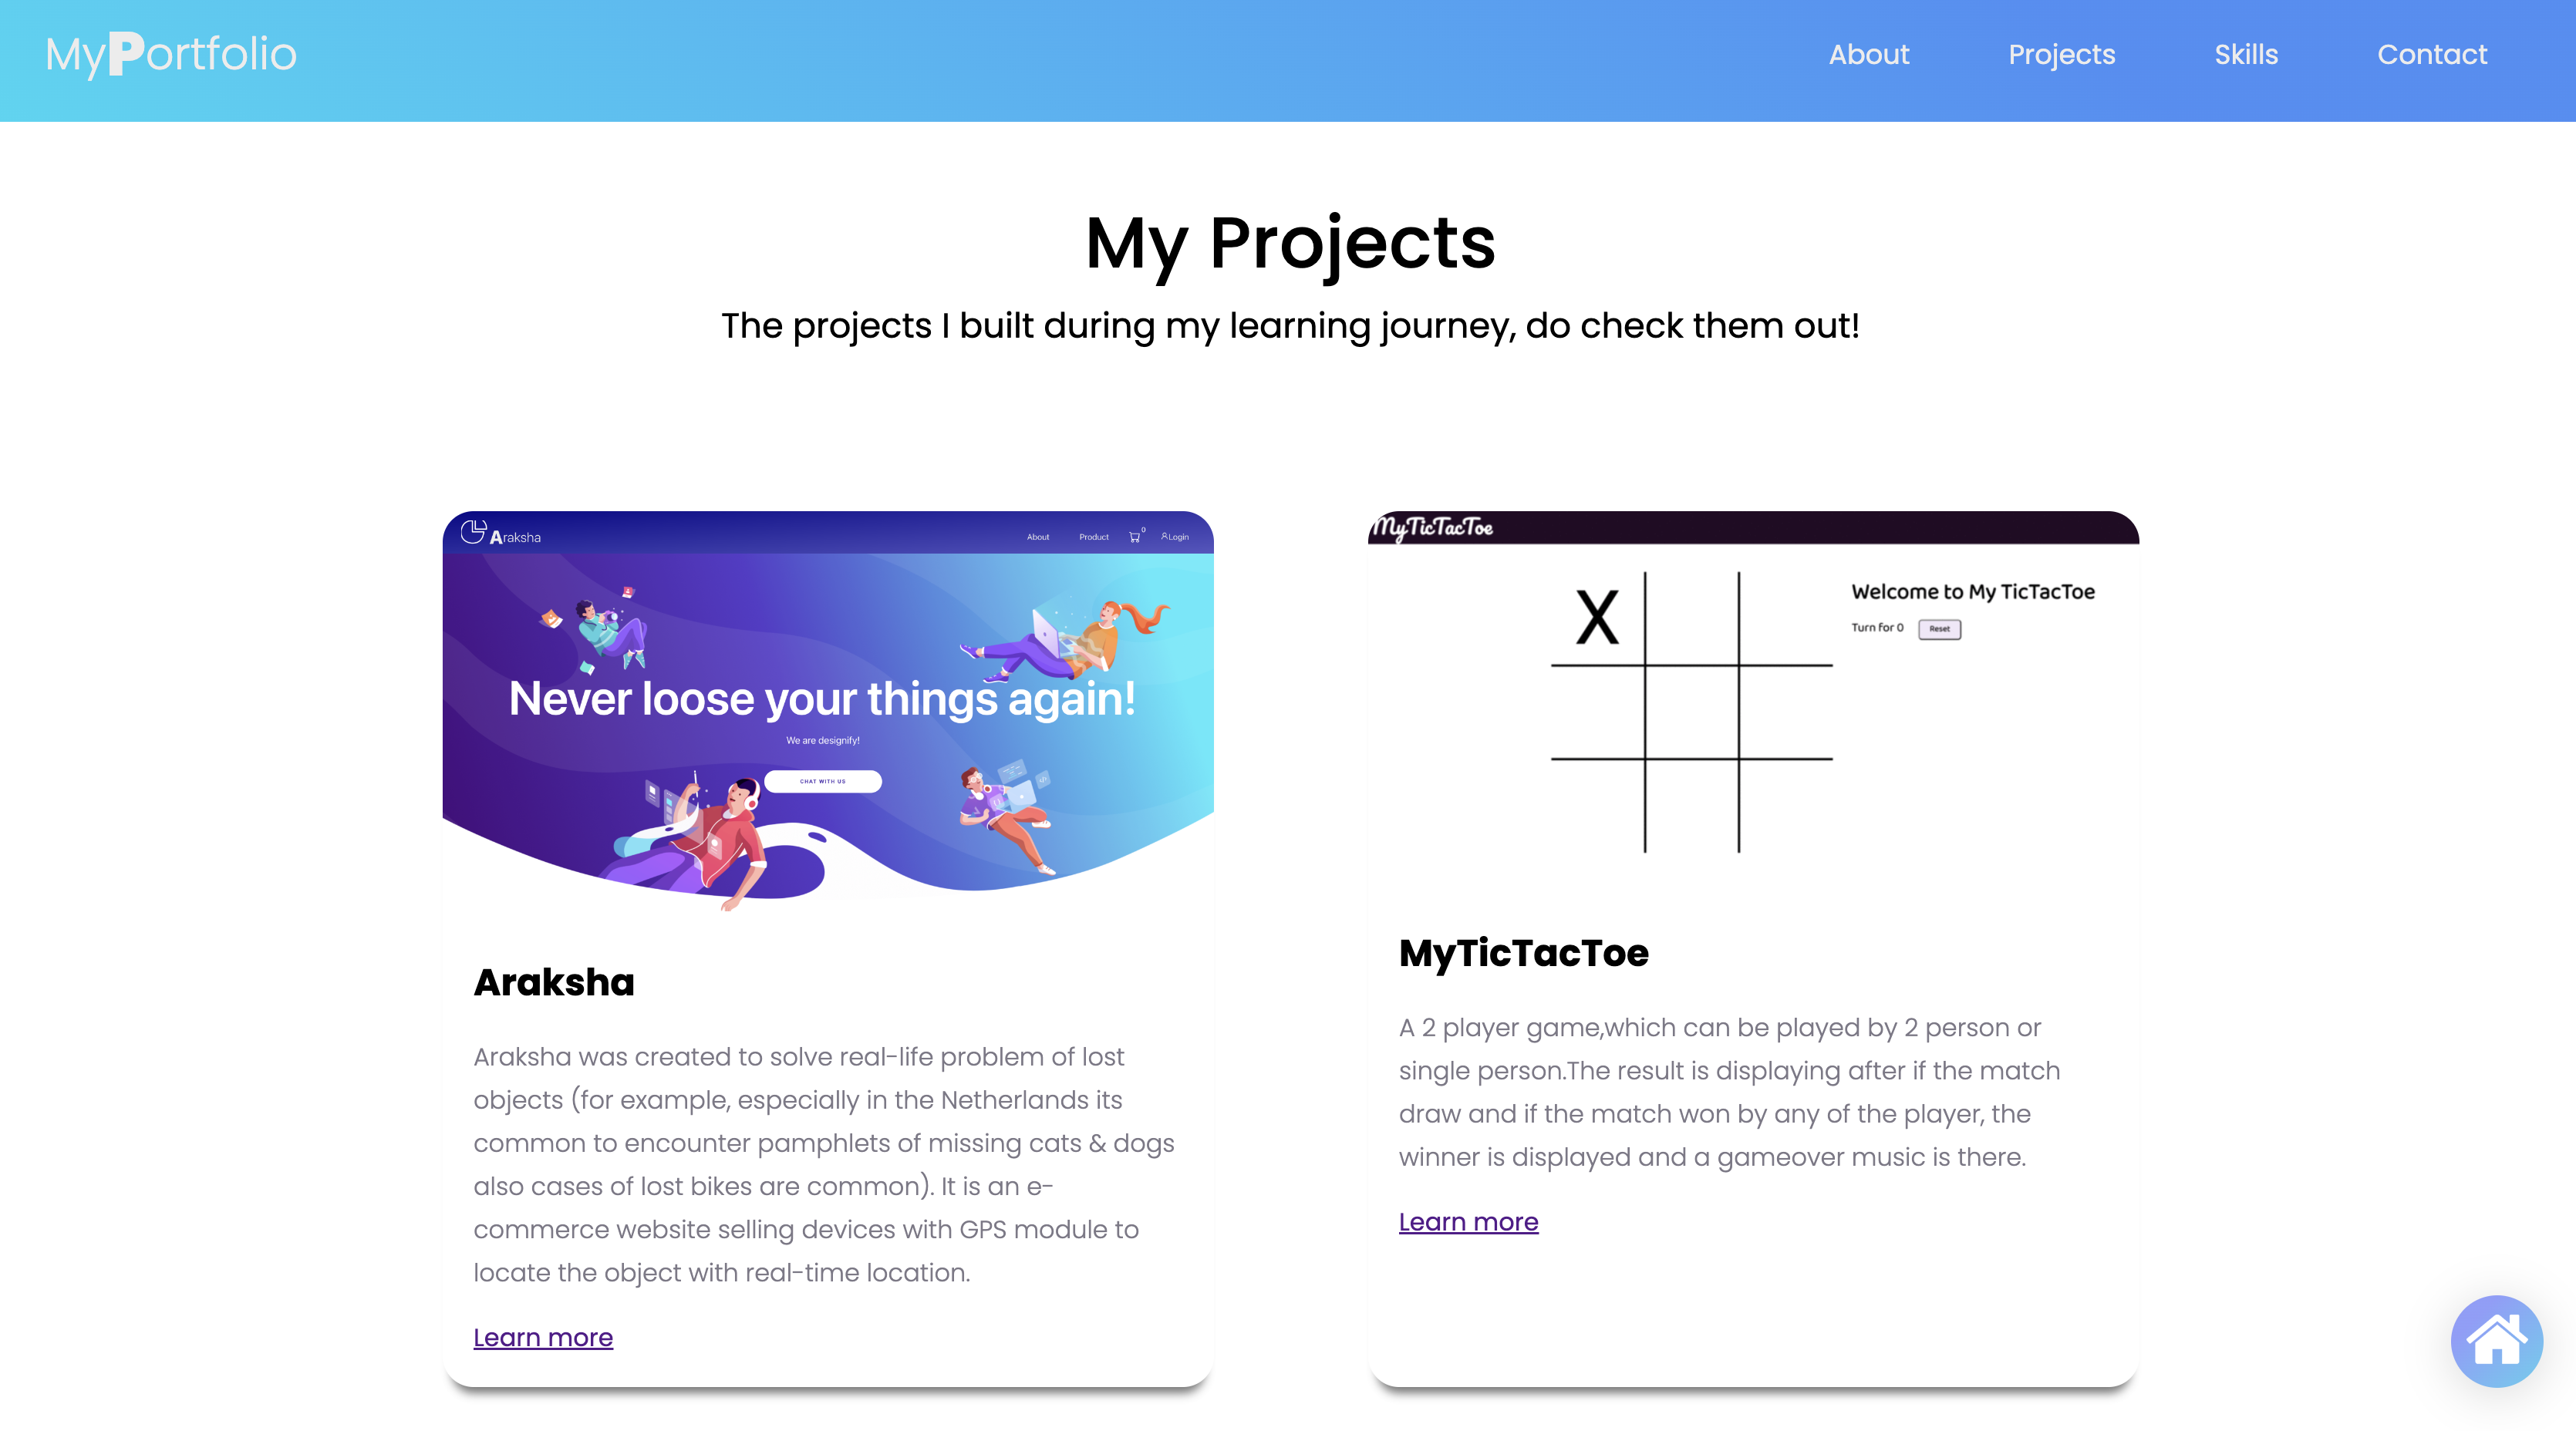 MyPortfolio
About Projects Skills Contact
My Projects
The projects I built during my learning journey, do check them out!
Araksha
About Product 0 Login
Never loose your things again!
We are designify!
CHAT WITH US
Araksha
Araksha was created to solve real-life problem of lost
objects (for example, especially in the Netherlands its
common to encounter pamphlets of missing cats & dogs
also cases of lost bikes are common). It is an e-
commerce website selling devices with GPS module to
locate the object with real-time location.
Learn more
MyTicTacToe
X
Welcome to My TicTacToe
Turn for 0 Reset
MyTicTacToe
A 2 player game,which can be played by 2 person or
single person.The result is displaying after if the match
draw and if the match won by any of the player, the
winner is displayed and a gameover music is there.
Learn more